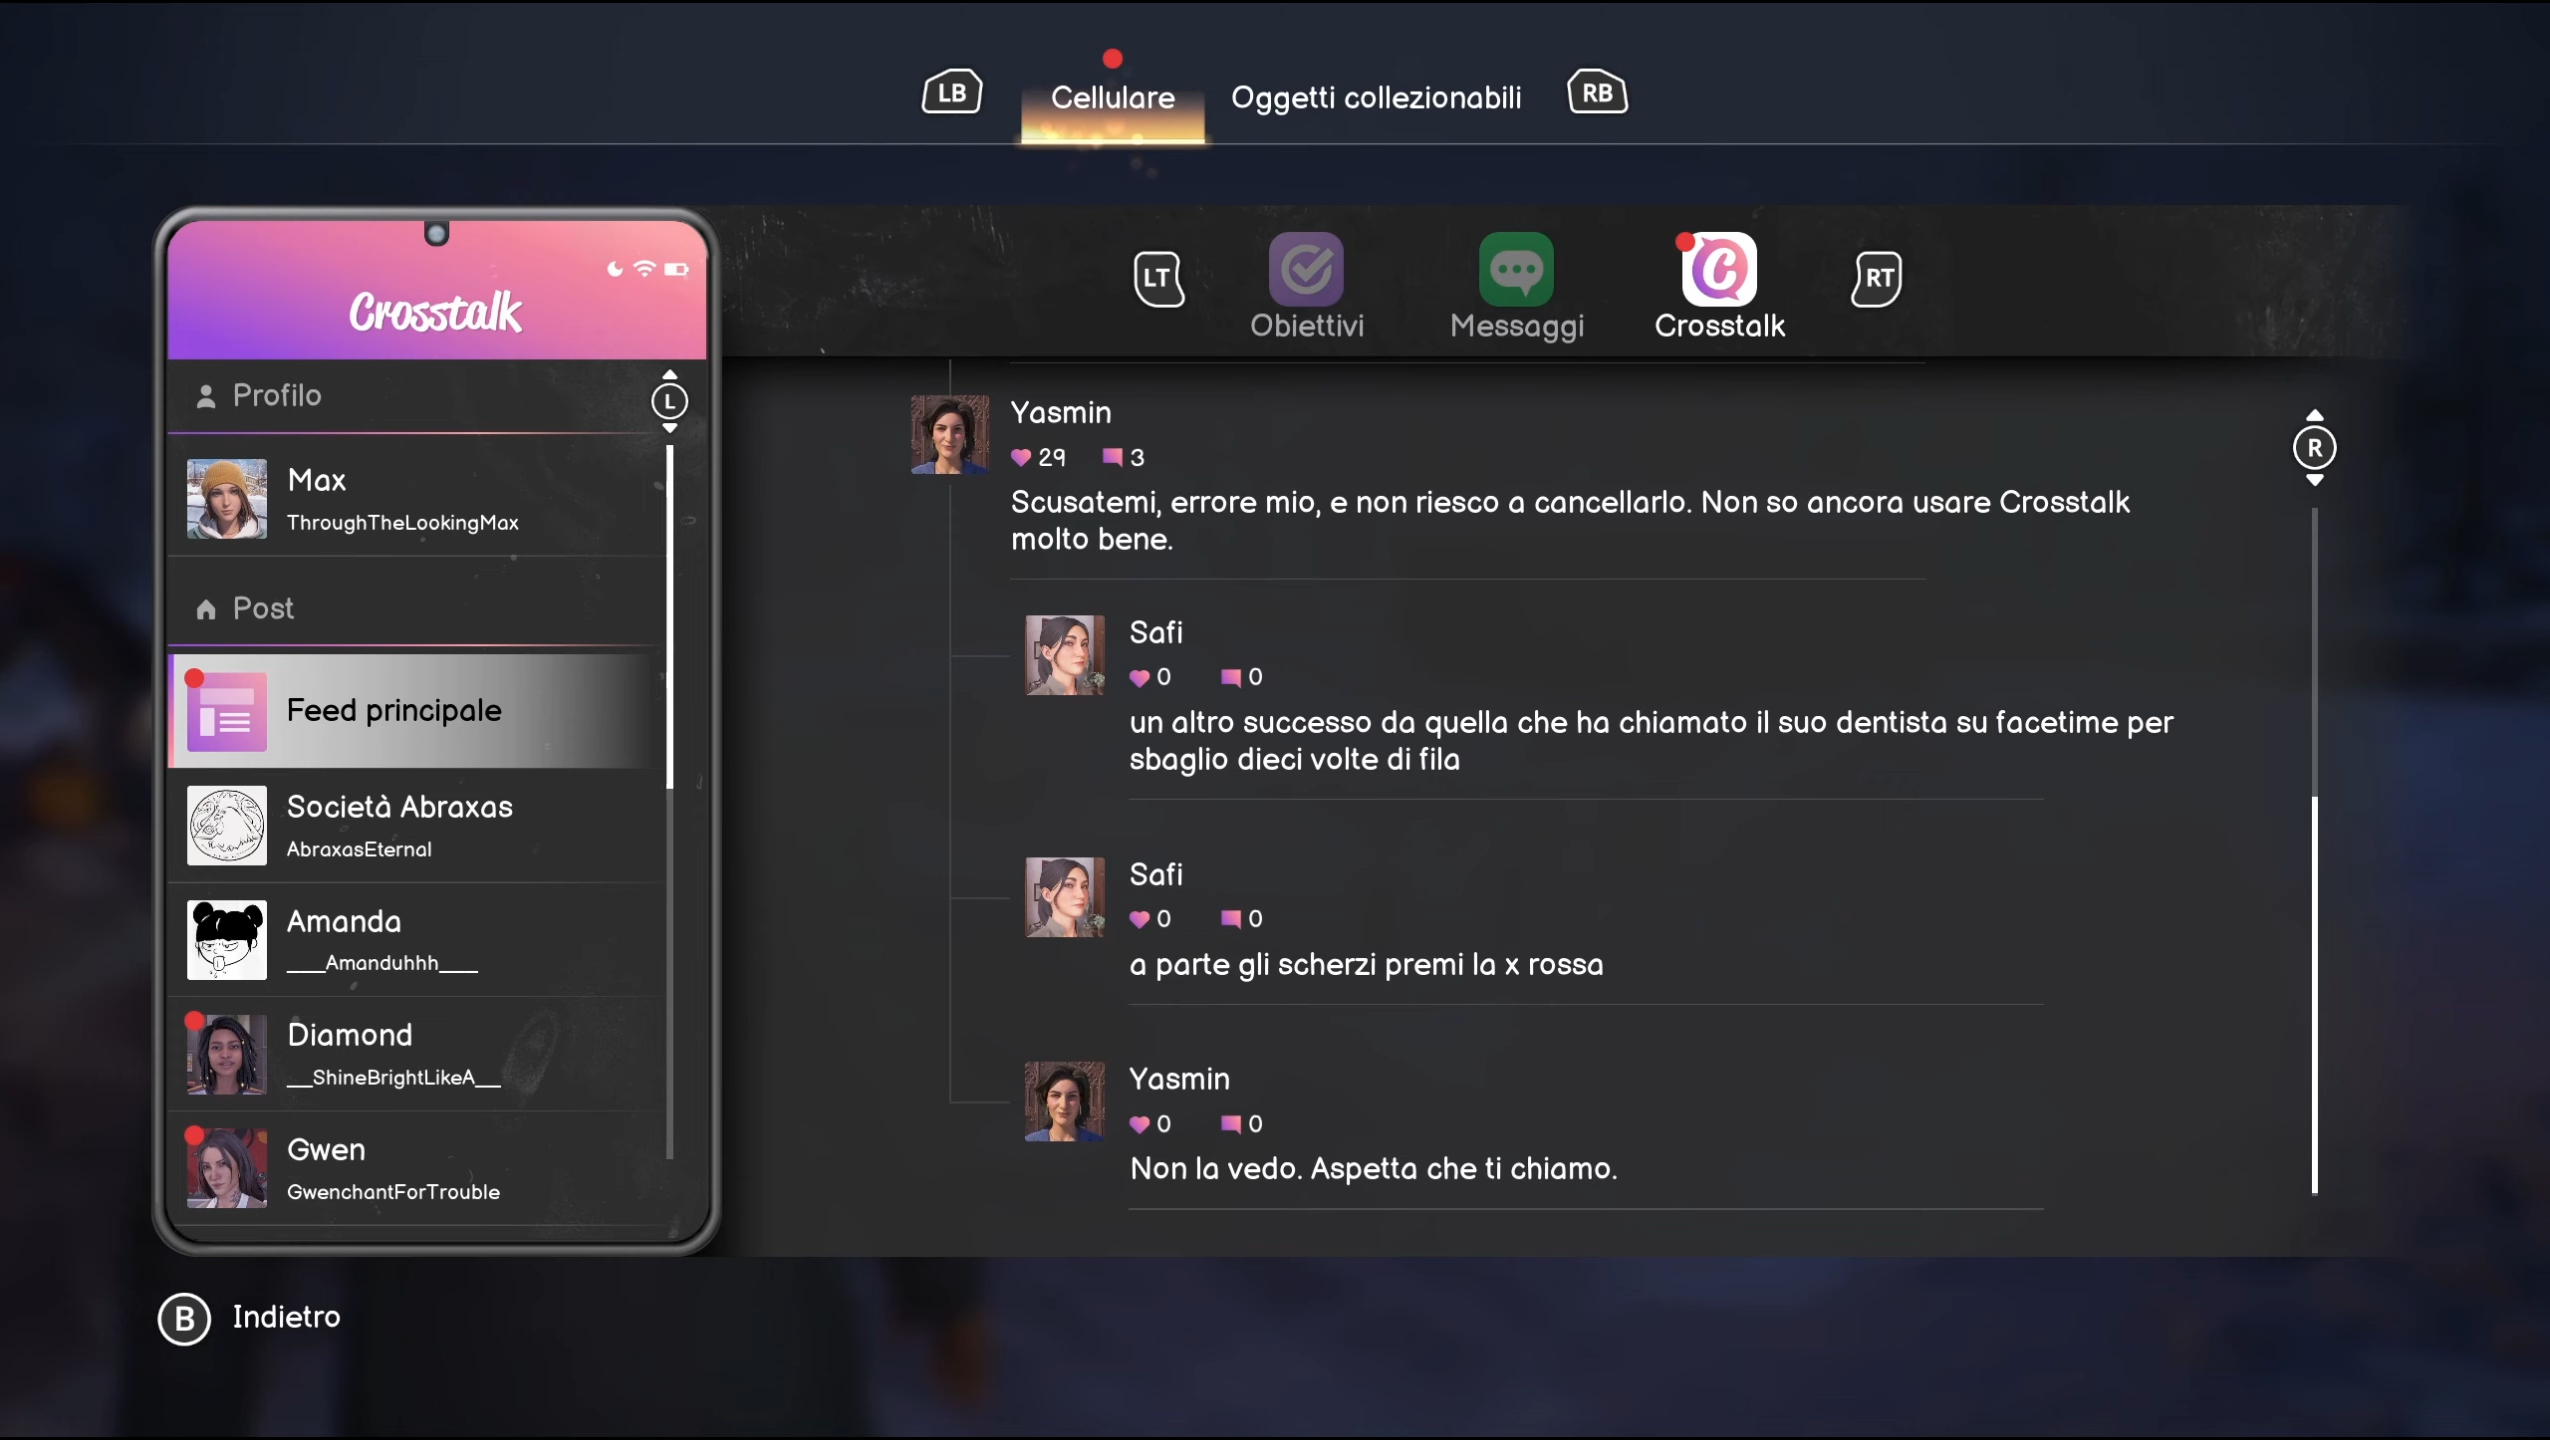 LB
Cellulare
Oggetti collezionabili
RB
Crosstalk
Profilo
L
Max
ThroughTheLookingMax
Post
Feed principale
Società Abraxas
AbraxasEternal
Amanda
___Amanduhhh___
Diamond
__ShineBrightLikeA__
Gwen
GwenchantForTrouble
LT
Obiettivi
Messaggi
C
Crosstalk
RT
Yasmin
29 3
Scusatemi, errore mio, e non riesco a cancellarlo. Non so ancora usare Crosstalk
molto bene.
R
Safi
0 0
un altro successo da quella che ha chiamato il suo dentista su facetime per
sbaglio dieci volte di fila
Safi
0 0
a parte gli scherzi premi la x rossa
Yasmin
0 0
Non la vedo. Aspetta che ti chiamo.
B Indietro